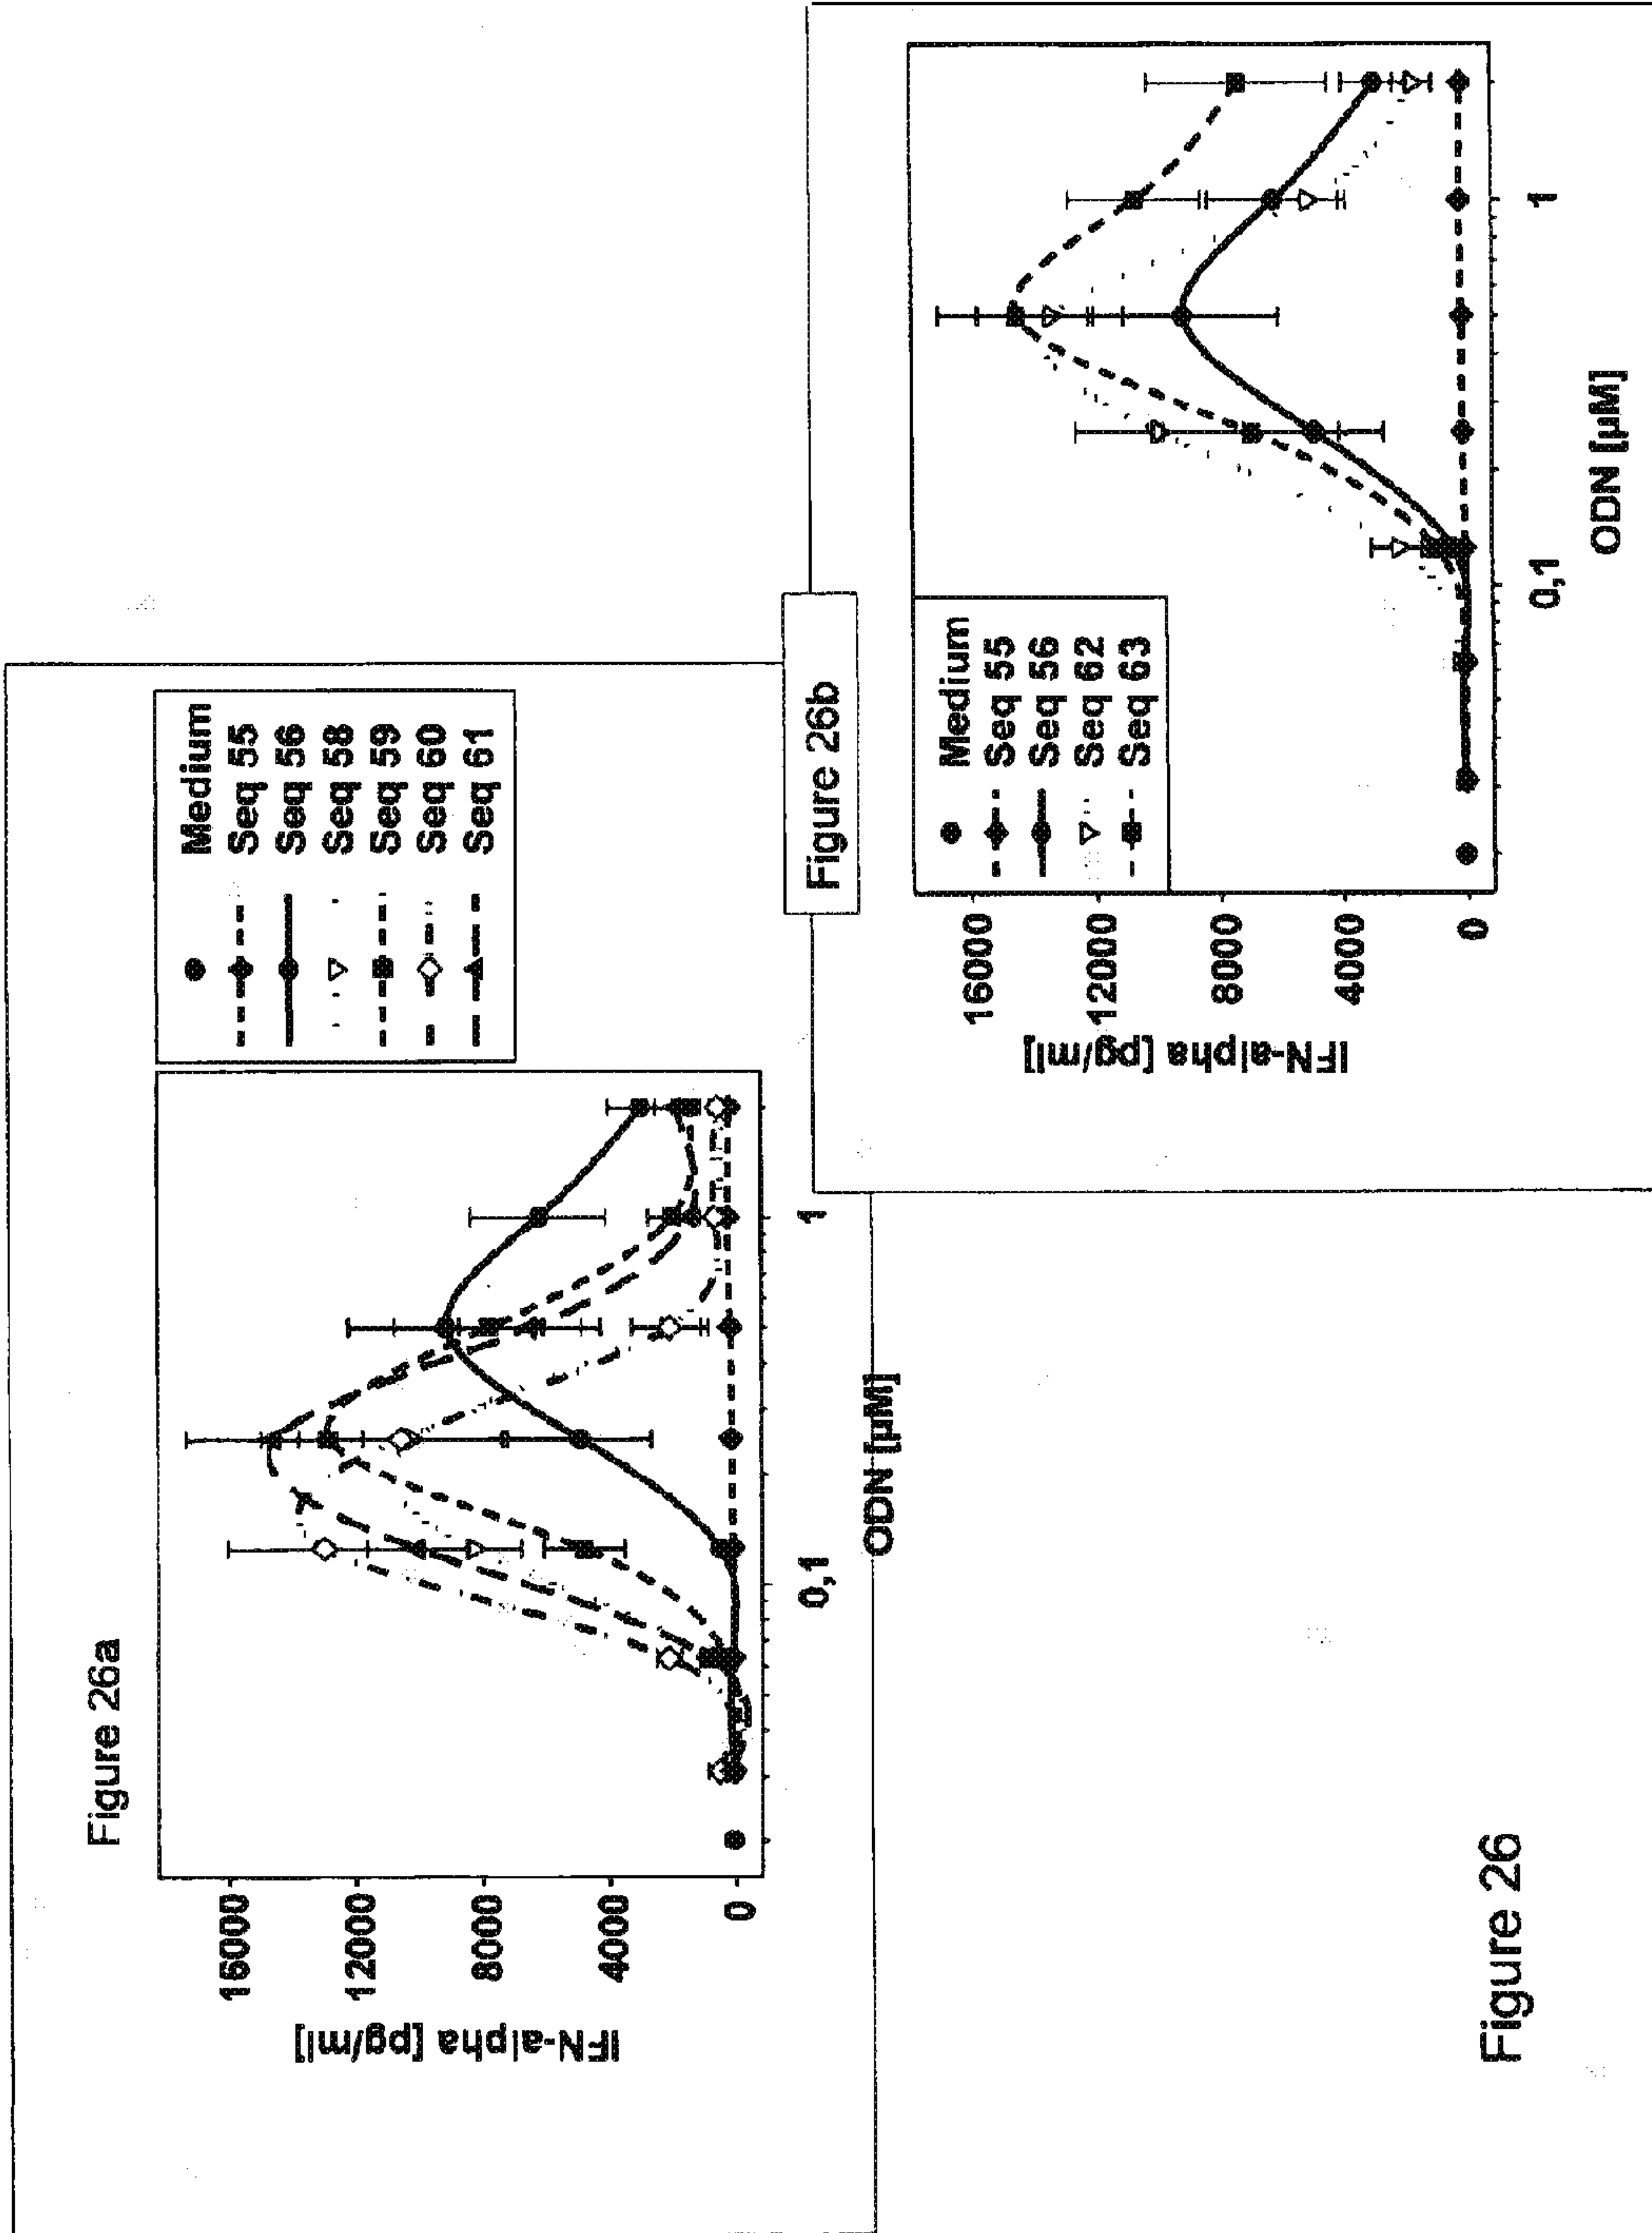 Figure 26a
IFN-alpha [pg/ml]
16000
12000
8000
4000
0
0,1
1
ODN [µM]
Medium
Seq 55
Seq 56
Seq 58
Seq 59
Seq 60
Seq 61
Figure 26b
IFN-alpha [pg/ml]
16000
12000
8000
4000
0
0,1
1
ODN [µM]
Medium
Seq 55
Seq 56
Seq 62
Seq 63
Figure 26